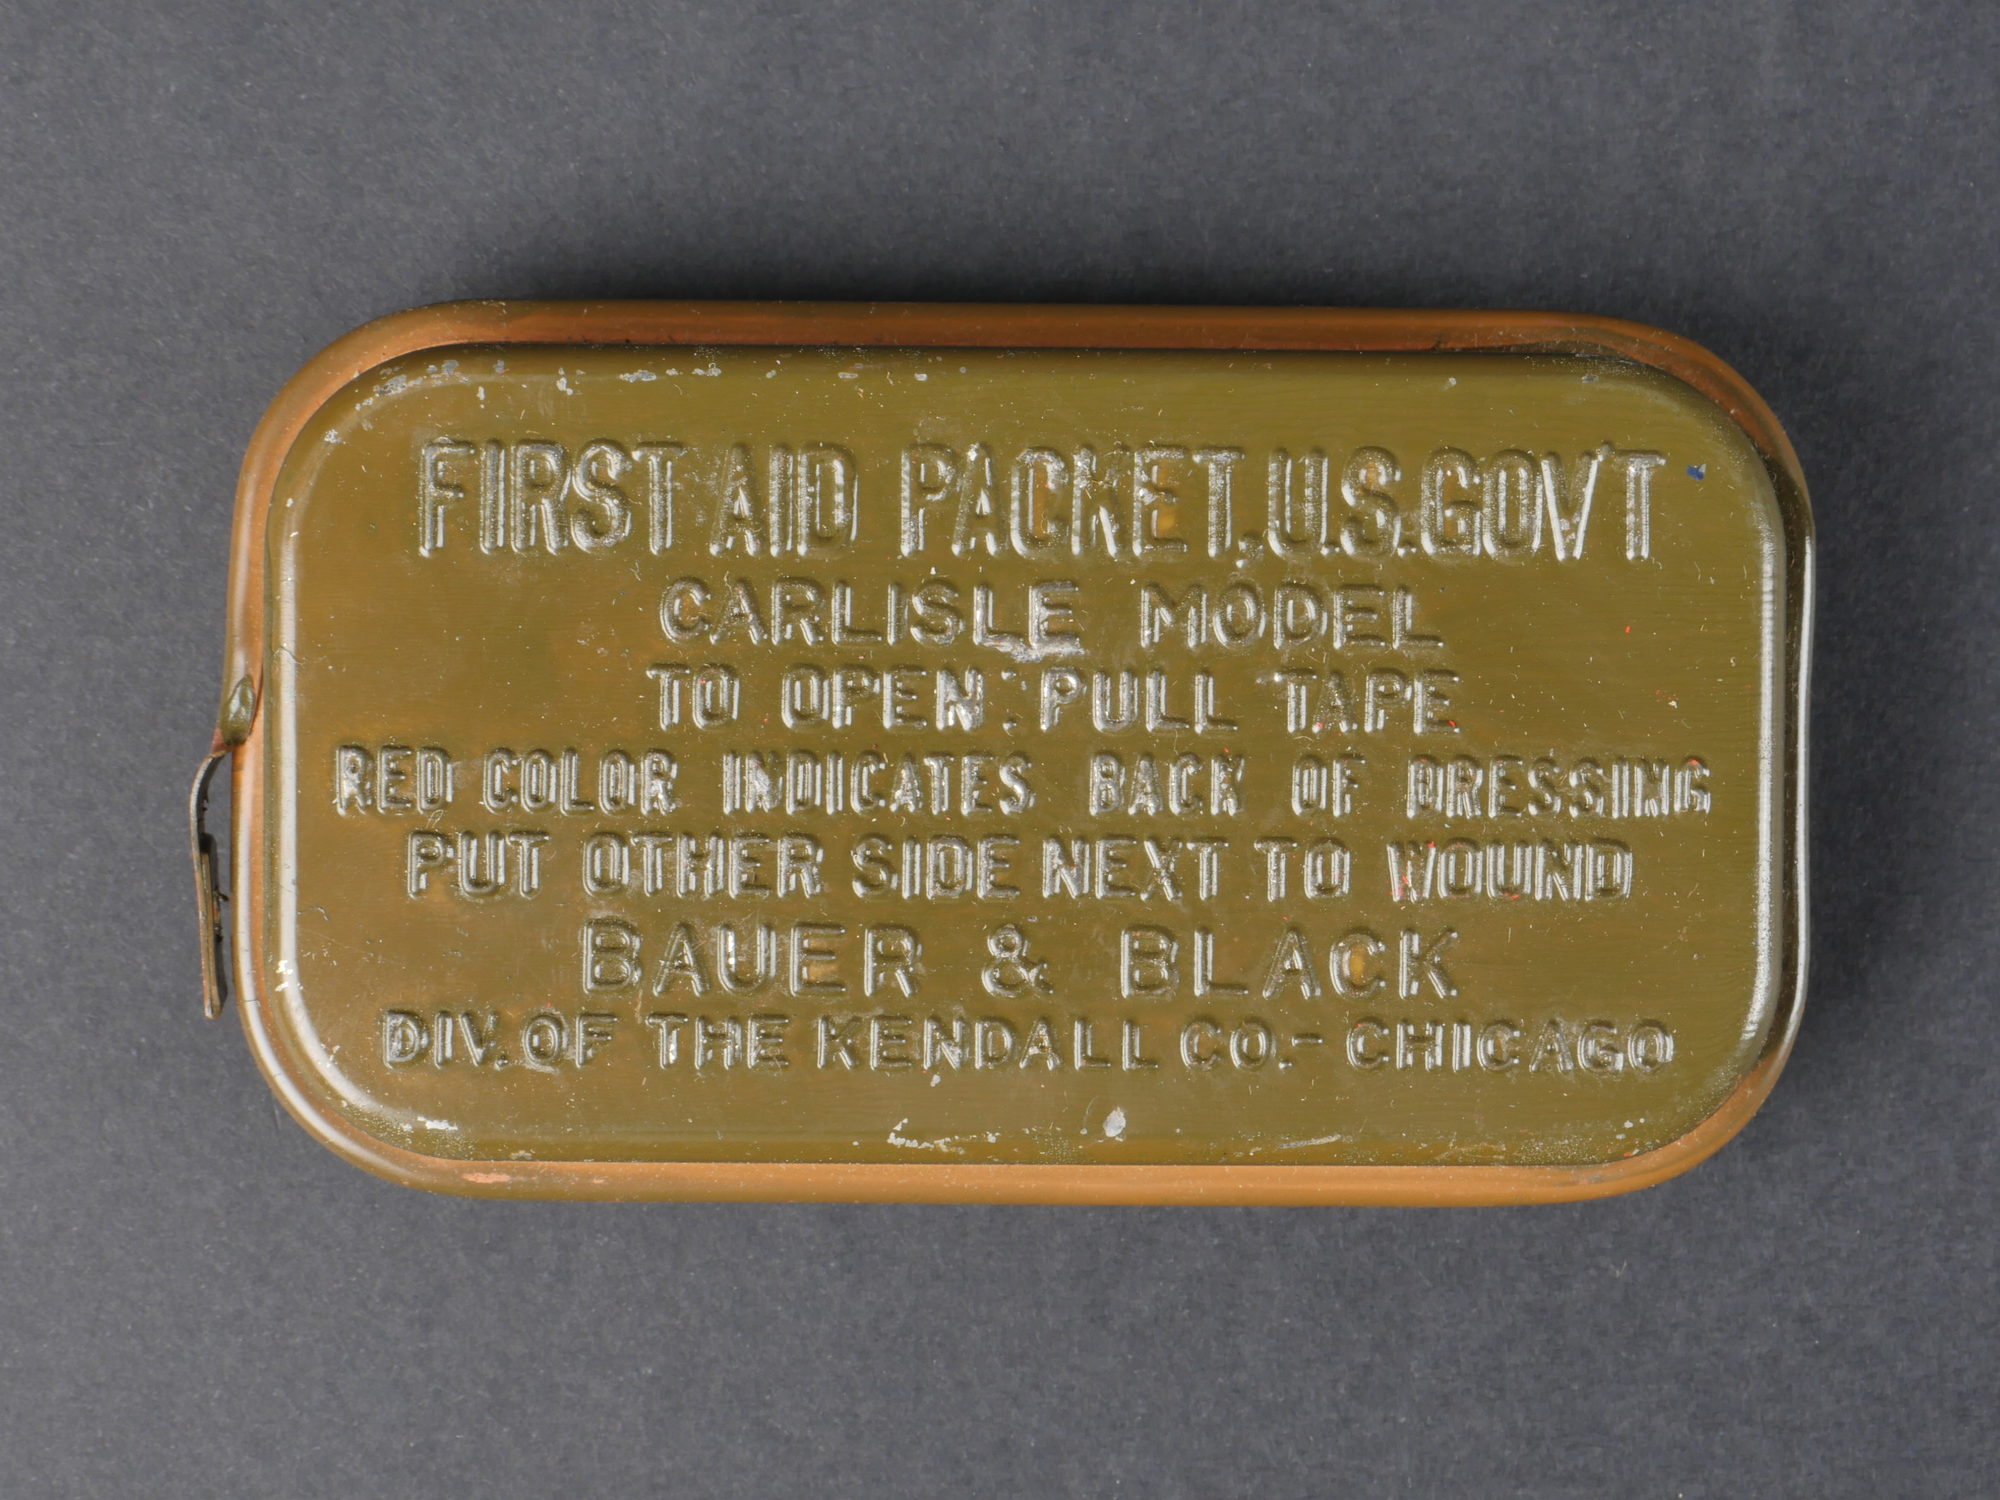 FIRST AID PACKET, U.S. GOV'T
CARLISLE MODEL
TO OPEN: PULL TAPE
RED COLOR INDICATES BACK OF DRESSING
PUT OTHER SIDE NEXT TO WOUND
BAUER & BLACK
DIV. OF THE KENDALL CO.- CHICAGO